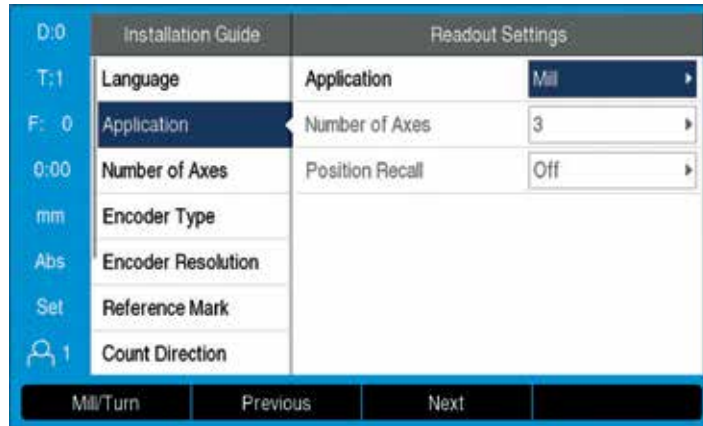 D:0 Installation Guide Readout Settings
T:1 Language Application Mill
F: 0 Application Number of Axes 3
0:00 Number of Axes Position Recall Off
mm Encoder Type
Abs Encoder Resolution
Set Reference Mark
1 Count Direction
Mill/Turn Previous Next